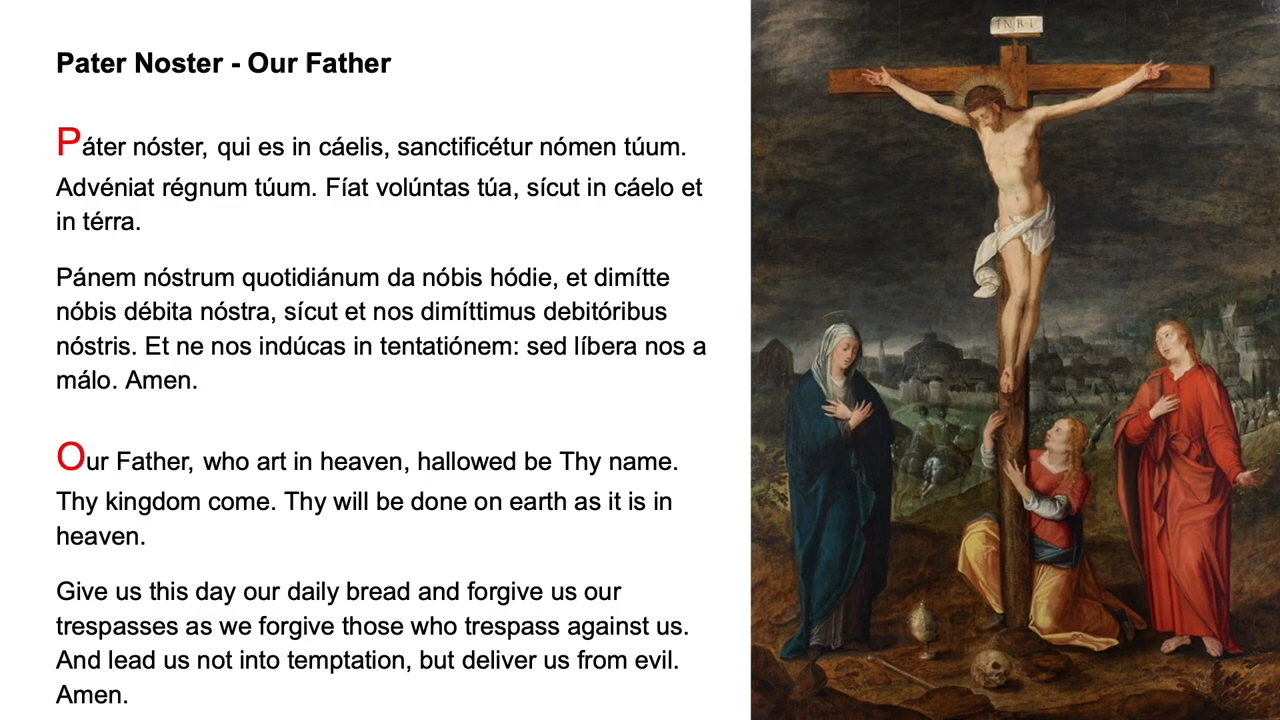 Pater Noster - Our Father
Páter nóster, qui es in cáelis, sanctificétur nómen túum.
Advéniat régnum túum. Fíat volúntas túa, sícut in cáelo et
in térra.
Pánem nóstrum quotidiánum da nóbis hódie, et dimítte
nóbis débita nóstra, sícut et nos dimíttimus debitóribus
nóstris. Et ne nos indúcas in tentatiónem: sed líbera nos a
málo. Amen.
Our Father, who art in heaven, hallowed be Thy name.
Thy kingdom come. Thy will be done on earth as it is in
heaven.
Give us this day our daily bread and forgive us our
trespasses as we forgive those who trespass against us.
And lead us not into temptation, but deliver us from evil.
Amen.
INRI